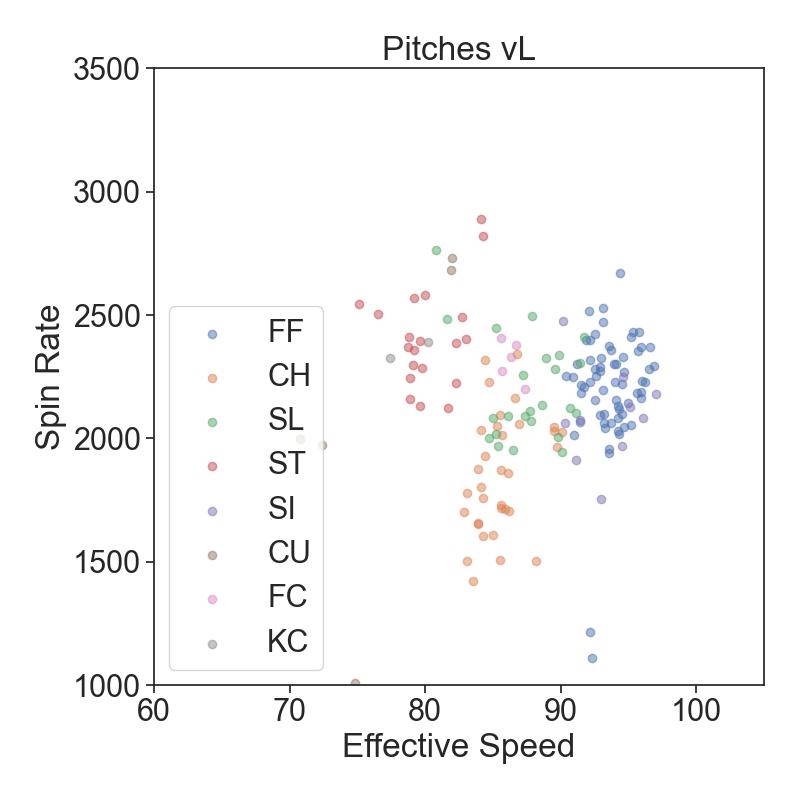 Pitches vL
3500
3000
2500
2000
1500
1000
Spin Rate
FF
CH
SL
ST
SI
CU
FC
KC
60 70 80 90 100
Effective Speed